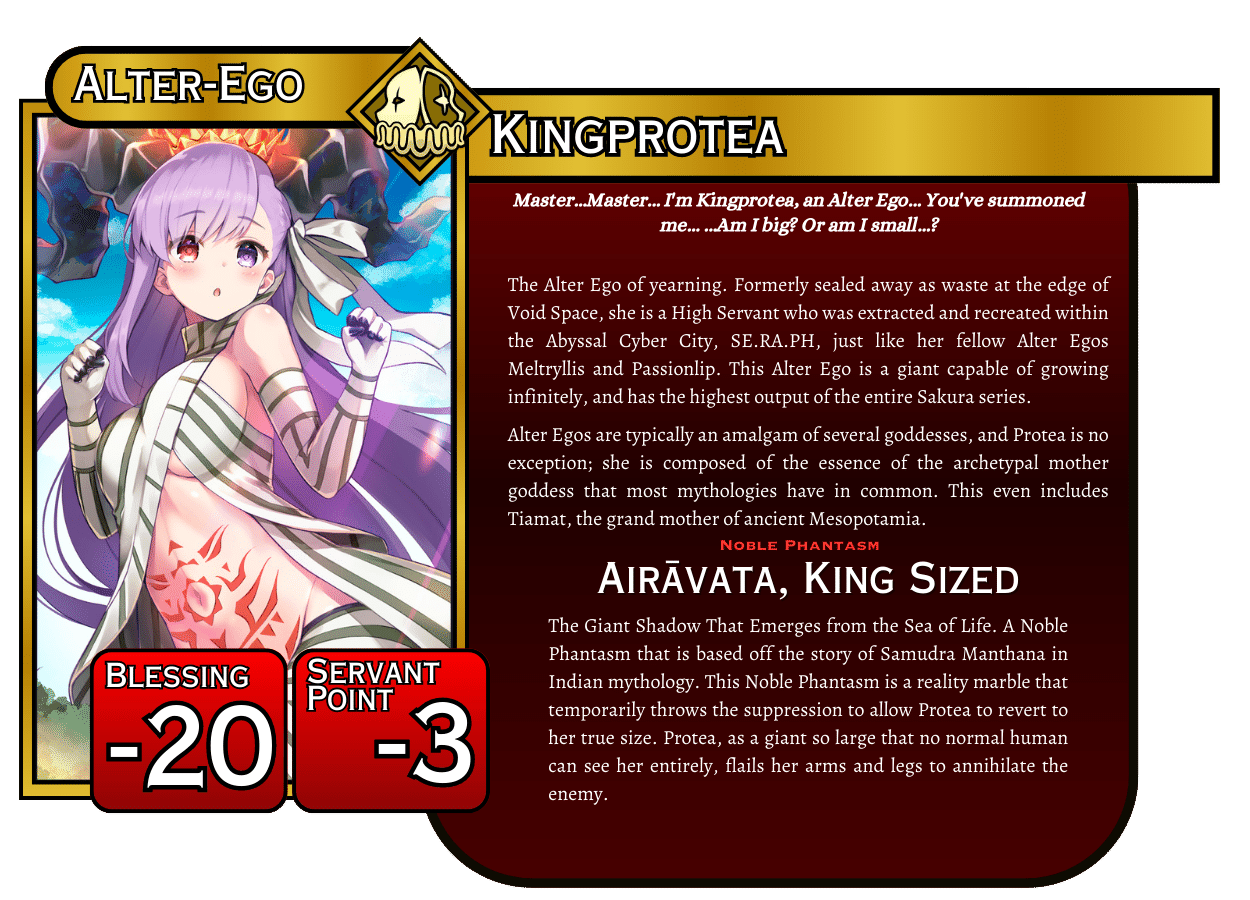 Alter-Ego
Kingprotea
Master...Master... I'm Kingprotea, an Alter Ego... You've summoned
me... ...Am I big? Or am I small...?
The Alter Ego of yearning. Formerly sealed away as waste at the edge of
Void Space, she is a High Servant who was extracted and recreated within
the Abyssal Cyber City, SE.RA.PH, just like her fellow Alter Egos
Meltryllis and Passionlip. This Alter Ego is a giant capable of growing
infinitely, and has the highest output of the entire Sakura series.
Alter Egos are typically an amalgam of several goddesses, and Protea is no
exception; she is composed of the essence of the archetypal mother
goddess that most mythologies have in common. This even includes
Tiamat, the grand mother of ancient Mesopotamia.
Noble Phantasm
Airāvata, King Sized
The Giant Shadow That Emerges from the Sea of Life. A Noble
Phantasm that is based off the story of Samudra Manthana in
Indian mythology. This Noble Phantasm is a reality marble that
temporarily throws the suppression to allow Protea to revert to
her true size. Protea, as a giant so large that no normal human
can see her entirely, flails her arms and legs to annihilate the
enemy.
Blessing
-20
Servant
Point
-3